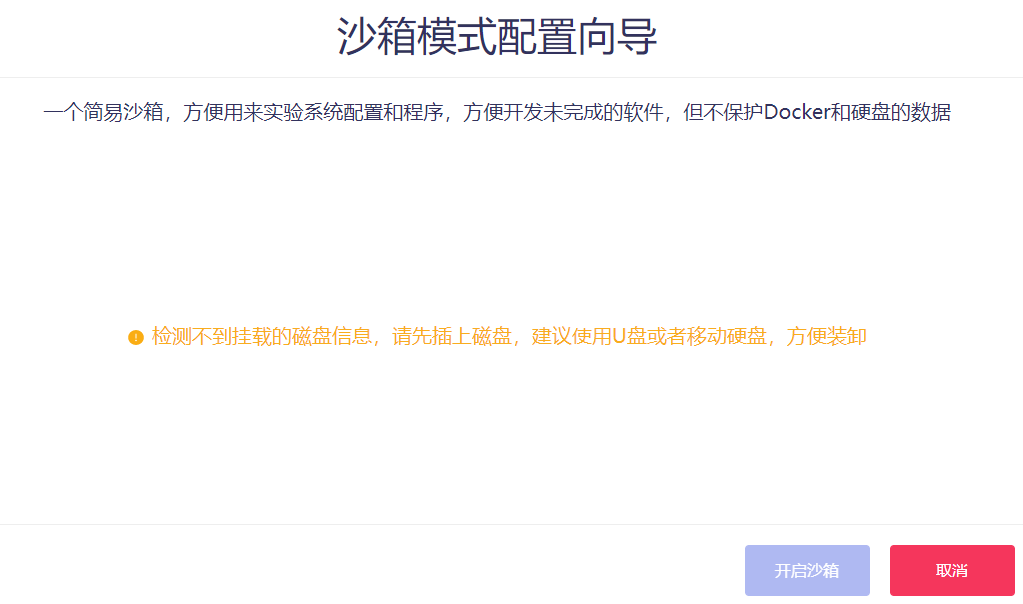 沙箱模式配置向导
一个简易沙箱，方便用来实验系统配置和程序，方便开发未完成的软件，但不保护Docker和硬盘的数据
检测不到挂载的磁盘信息，请先插上磁盘，建议使用U盘或者移动硬盘，方便装卸
开启沙箱
取消